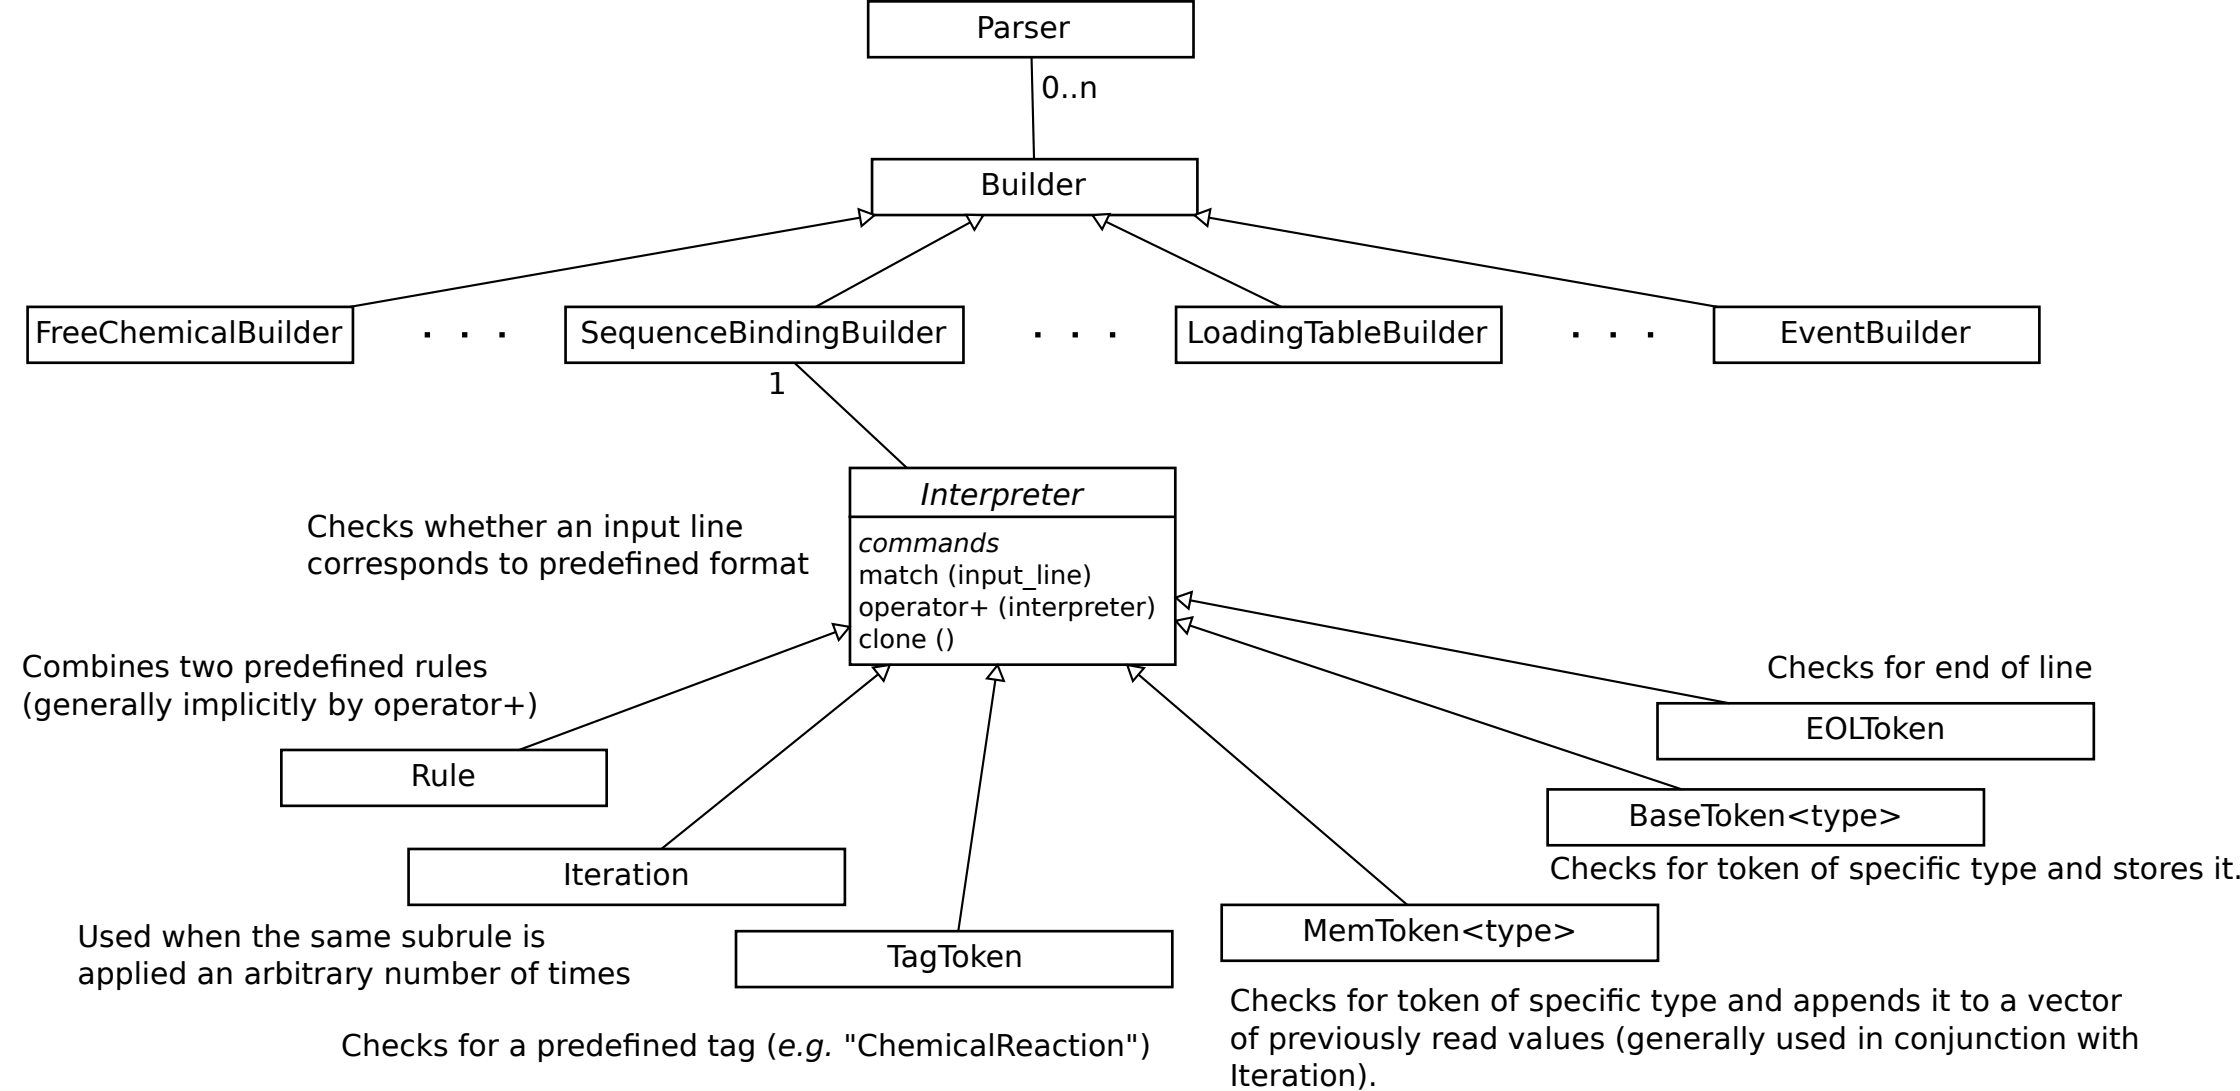 Parser
0..n
Builder
FreeChemicalBuilder . . . SequenceBindingBuilder . . . LoadingTableBuilder . . . EventBuilder
1
Interpreter
commands
match (input_line)
operator+ (interpreter)
clone ()
Checks whether an input line
corresponds to predefined format
Combines two predefined rules
(generally implicitly by operator+)
Rule
Checks for end of line
EOLToken
BaseToken<type>
Checks for token of specific type and stores it.
Iteration
Used when the same subrule is
applied an arbitrary number of times
TagToken
Checks for a predefined tag (e.g. "ChemicalReaction")
MemToken<type>
Checks for token of specific type and appends it to a vector
of previously read values (generally used in conjunction with
Iteration).